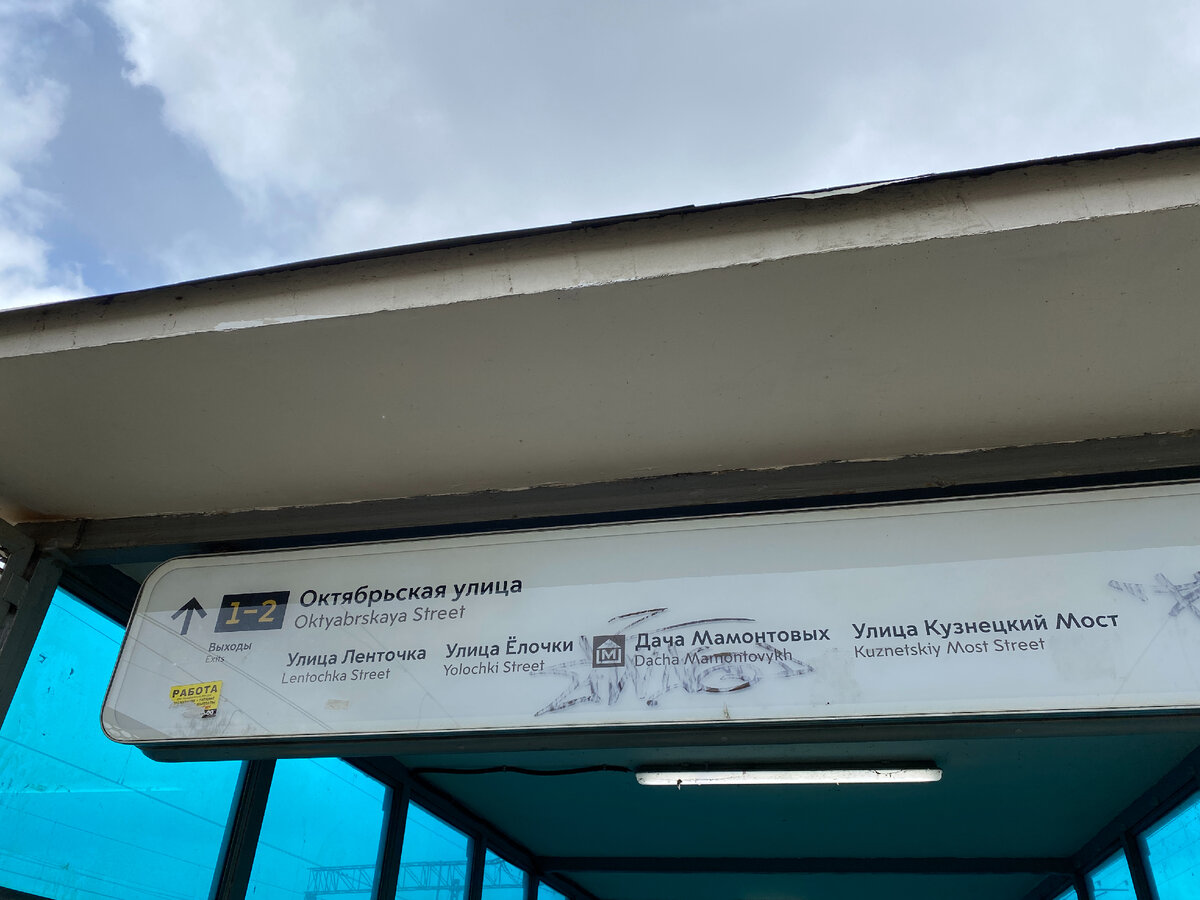 1-2
Выходы
Exits
Октябрьская улица
Oktyabrskaya Street
Улица Ленточка
Lentochka Street
Улица Ёлочки
Yolochki Street
М
Дача Мамонтовых
Dacha Mamontovykh
Улица Кузнецкий Мост
Kuznetskiy Most Street
РАБОТА